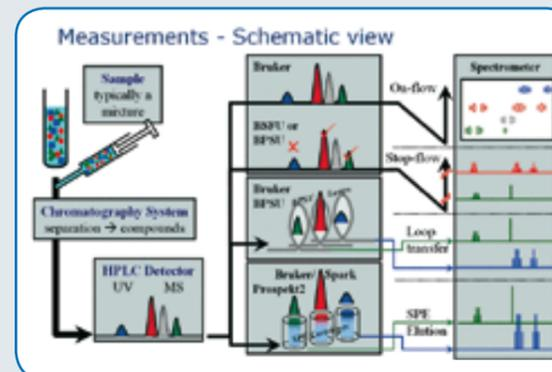 Measurements - Schematic view
Sample
typically a
mixture
Chromatography System
separation → compounds
HPLC Detector
UV MS
Bruker
BSFU or
BPSU
Bruker
BPSU
Bruker/Spark
Prospekt2
On-flow
Stop-flow
Loop
transfer
SPE
Elution
Spectrometer